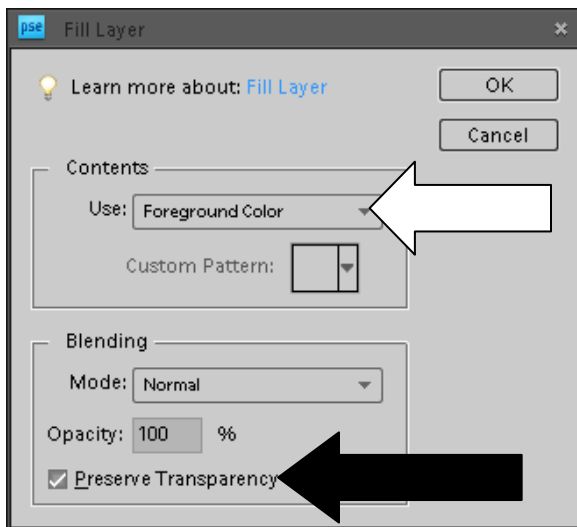 pse Fill Layer
Learn more about: Fill Layer
OK
Cancel
Contents
Use: Foreground Color
Custom Pattern:
Blending
Mode: Normal
Opacity: 100 %
Preserve Transparency